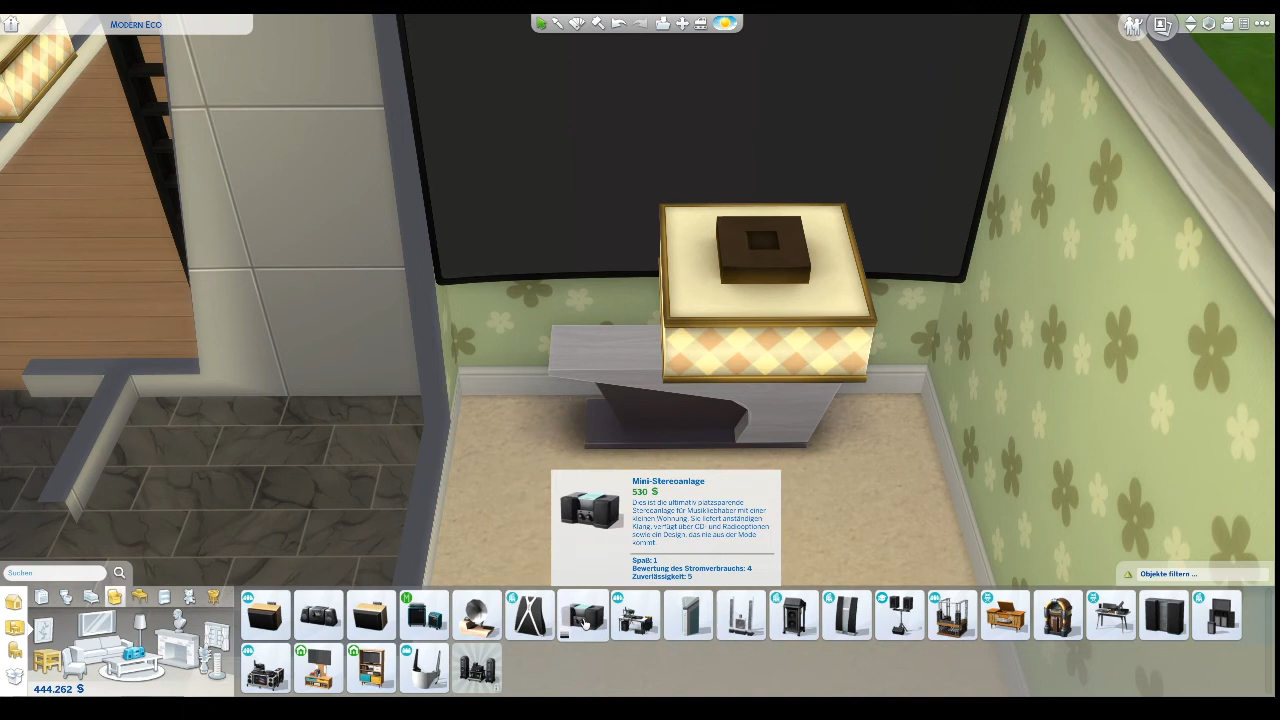 MODERN ECO
Mini-Stereoanlage
530 $
Dies ist die ultimativ platzsparende
Stereoanlage für Musikliebhaber mit einer
kleinen Wohnung. Sie liefert anständigen
Klang, verfügt über CD- und Radiooptionen
sowie ein Design, das nie aus der Mode
kommt.
Spaß: 1
Bewertung des Stromverbrauchs: 4
Zuverlässigkeit: 5
Suchen
Objekte filtern ...
444.262 $